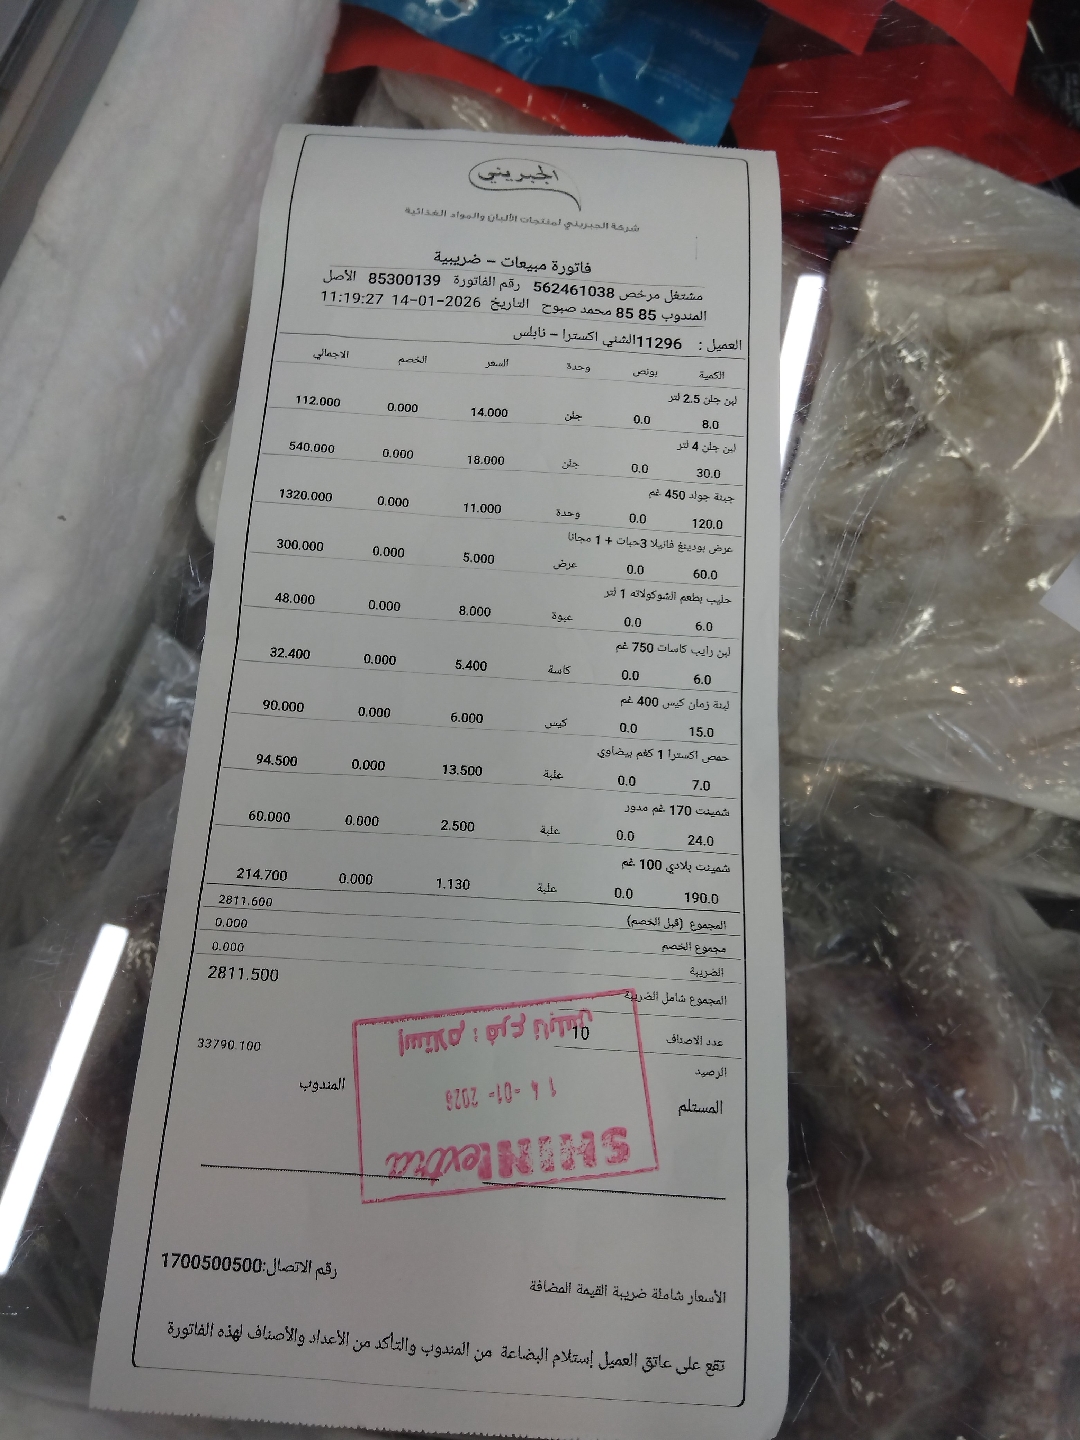 الجبريني
شركة الجبريني لمنتجات الألبان والمواد الغذائية
فاتورة مبيعات - ضريبية
مشتغل مرخص 562461038 رقم الفاتورة 85300139 الأصل
المندوب 85 85 محمد صبوح التاريخ 2026-01-14 11:19:27
العميل : 11296الشني اكسترا - نابلس
الكمية بونص وحدة السعر الخصم الاجمالي
لبن جلن 2.5 لتر
8.0 0.0 جلن 14.000 0.000 112.000
لبن جلن 4 لتر
30.0 0.0 جلن 18.000 0.000 540.000
جبنة جولد 450 غم
120.0 0.0 وحدة 11.000 0.000 1320.000
عرض بودينغ فانيلا 3حبات + 1 مجانا
60.0 0.0 عرض 5.000 0.000 300.000
حليب بطعم الشوكولاته 1 لتر
6.0 0.0 عبوة 8.000 0.000 48.000
لبن رايب كاسات 750 غم
6.0 0.0 كاسة 5.400 0.000 32.400
لبنة زمان كيس 400 غم
15.0 0.0 كيس 6.000 0.000 90.000
حمص اكسترا 1 كغم بيضاوي
7.0 0.0 علبة 13.500 0.000 94.500
شمينت 170 غم مدور
24.0 0.0 علبة 2.500 0.000 60.000
شمينت بلادي 100 غم
190.0 0.0 علبة 1.130 0.000 214.700
المجموع (قبل الخصم) 2811.600
مجموع الخصم 0.000
الضريبة 0.000
المجموع شامل الضريبة 2811.500
عدد الاصناف 10
الرصيد 33790.100
المستلم المندوب
إستلام : فرع نابلس
14 -01- 2026
SHINI extra
رقم الاتصال:1700500500
الأسعار شاملة ضريبة القيمة المضافة
تقع على عاتق العميل إستلام البضاعة من المندوب والتأكد من الأعداد والأصناف لهذه الفاتورة